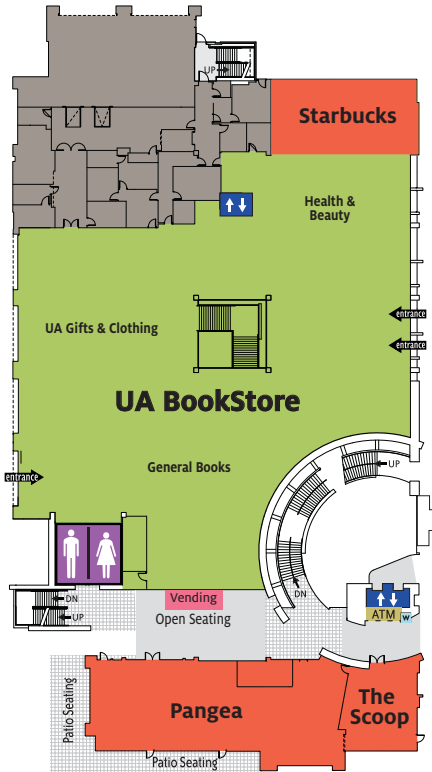 UP
Starbucks
Health &
Beauty
entrance
UA Gifts & Clothing
entrance
UA BookStore
General Books
UP
entrance
DN
Vending
DN
UP
Open Seating
ATM
W
Patio Seating
Pangea
The
Scoop
Patio Seating